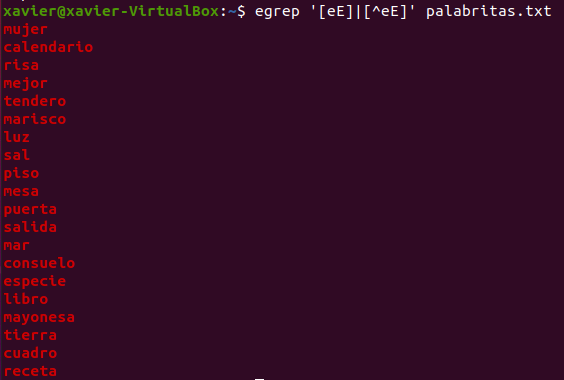 xavier@xavier-VirtualBox:~$ egrep '[eE]|[^eE]' palabritas.txt
mujer
calendario
risa
mejor
tendero
marisco
luz
sal
piso
mesa
puerta
salida
mar
consuelo
especie
libro
mayonesa
tierra
cuadro
receta